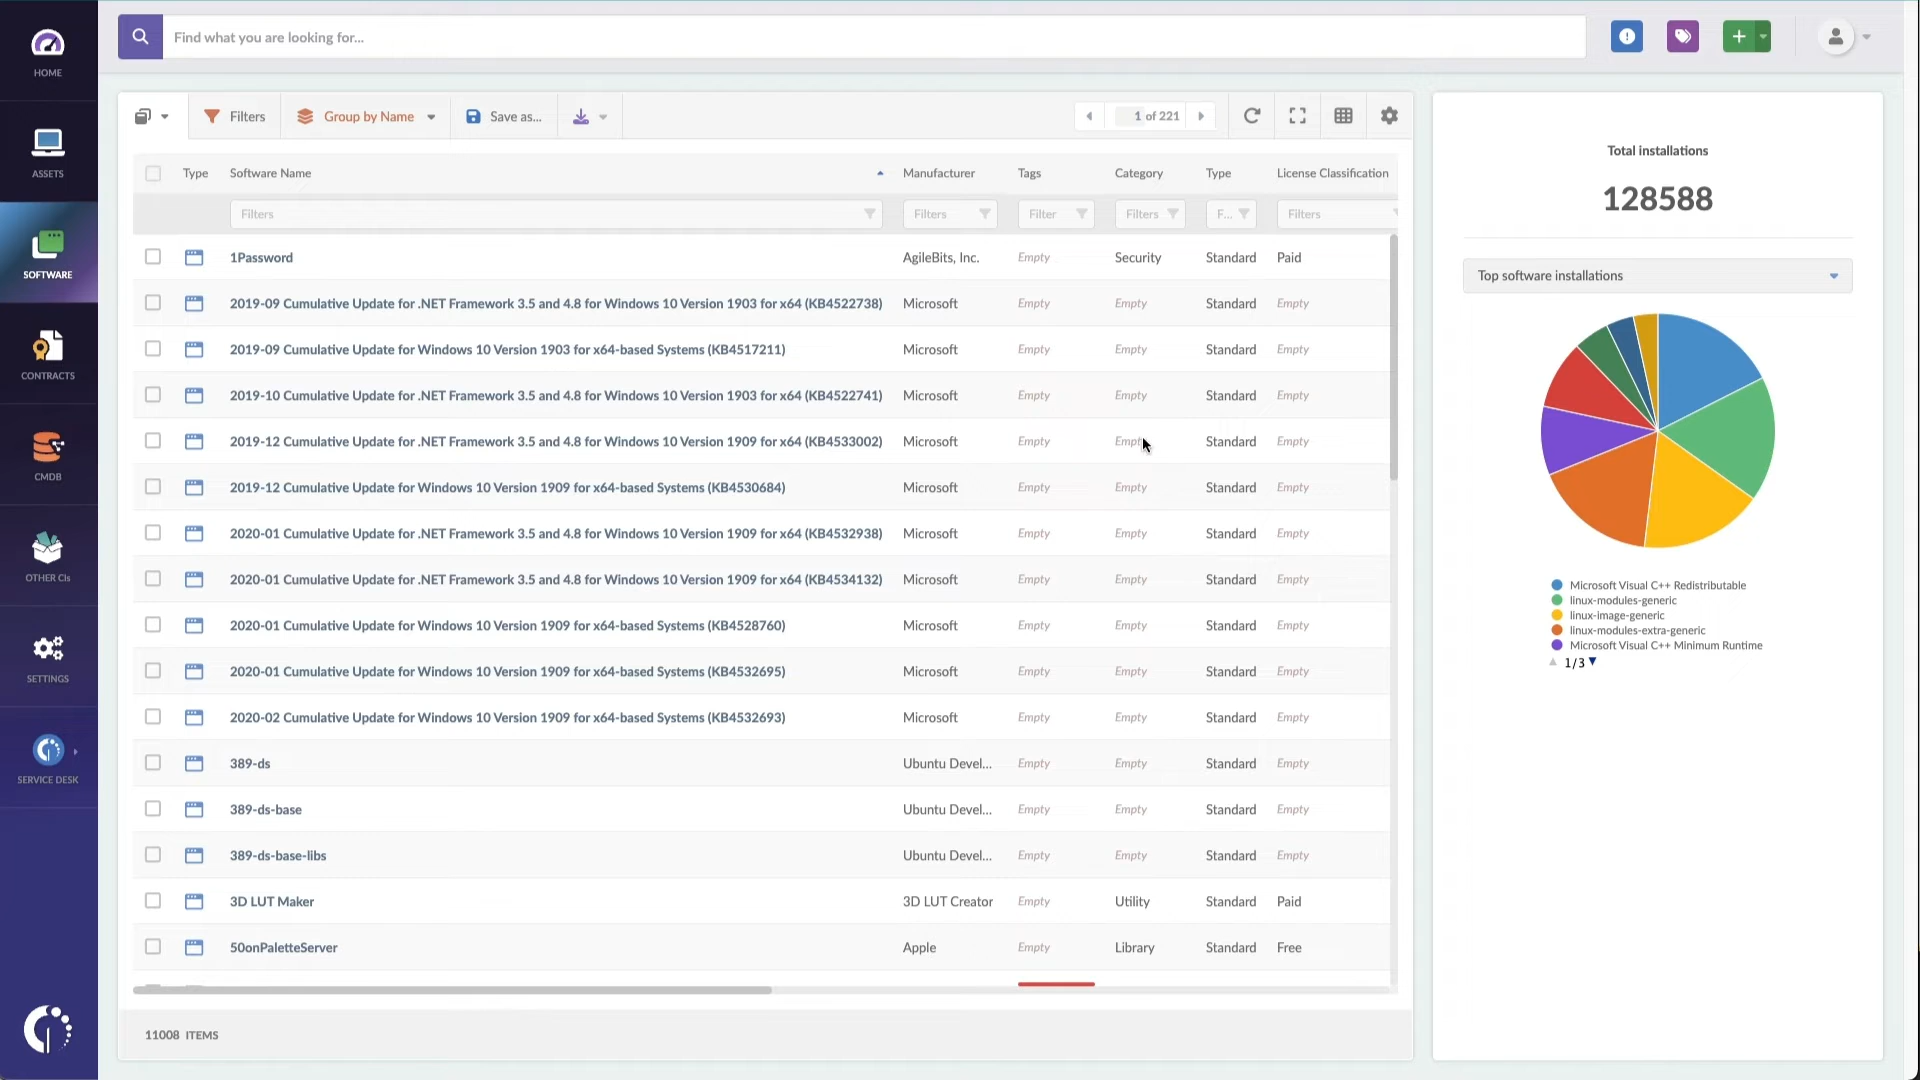 Find what you are looking for...
HOME
ASSETS
SOFTWARE
CONTRACTS
CMDB
OTHER CIs
SETTINGS
SERVICE DESK
Filters
Group by Name
Save as...
1 of 221
Type Software Name Manufacturer Tags Category Type License Classification
Filters Filters Filter Filters F... Filters
1Password AgileBits, Inc. Empty Security Standard Paid
2019-09 Cumulative Update for .NET Framework 3.5 and 4.8 for Windows 10 Version 1903 for x64 (KB4522738) Microsoft Empty Empty Standard Empty
2019-09 Cumulative Update for Windows 10 Version 1903 for x64-based Systems (KB4517211) Microsoft Empty Empty Standard Empty
2019-10 Cumulative Update for .NET Framework 3.5 and 4.8 for Windows 10 Version 1903 for x64 (KB4522741) Microsoft Empty Empty Standard Empty
2019-12 Cumulative Update for .NET Framework 3.5 and 4.8 for Windows 10 Version 1909 for x64 (KB4533002) Microsoft Empty Empty Standard Empty
2019-12 Cumulative Update for Windows 10 Version 1909 for x64-based Systems (KB4530684) Microsoft Empty Empty Standard Empty
2020-01 Cumulative Update for .NET Framework 3.5 and 4.8 for Windows 10 Version 1909 for x64 (KB4532938) Microsoft Empty Empty Standard Empty
2020-01 Cumulative Update for .NET Framework 3.5 and 4.8 for Windows 10 Version 1909 for x64 (KB4534132) Microsoft Empty Empty Standard Empty
2020-01 Cumulative Update for Windows 10 Version 1909 for x64-based Systems (KB4528760) Microsoft Empty Empty Standard Empty
2020-01 Cumulative Update for Windows 10 Version 1909 for x64-based Systems (KB4532695) Microsoft Empty Empty Standard Empty
2020-02 Cumulative Update for Windows 10 Version 1909 for x64-based Systems (KB4532693) Microsoft Empty Empty Standard Empty
389-ds Ubuntu Devel... Empty Empty Standard Empty
389-ds-base Ubuntu Devel... Empty Empty Standard Empty
389-ds-base-libs Ubuntu Devel... Empty Empty Standard Empty
3D LUT Maker 3D LUT Creator Empty Utility Standard Paid
50onPaletteServer Apple Empty Library Standard Free
11008 ITEMS
Total installations
128588
Top software installations
Microsoft Visual C++ Redistributable
linux-modules-generic
linux-image-generic
linux-modules-extra-generic
Microsoft Visual C++ Minimum Runtime
1/3